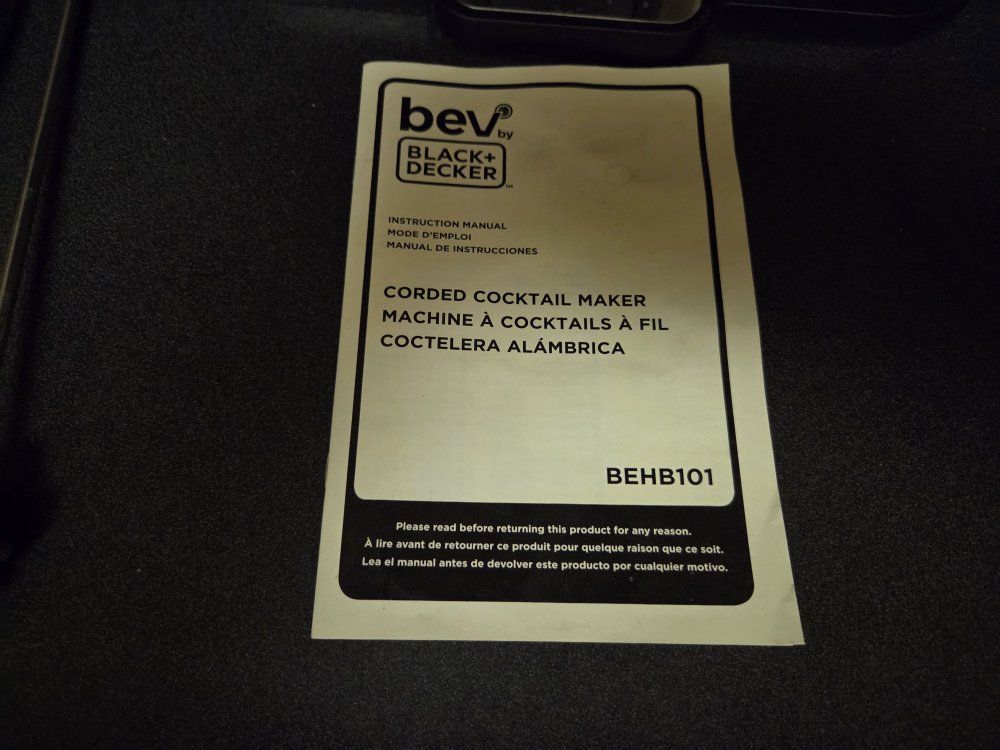 bev
by
BLACK+
DECKER™
INSTRUCTION MANUAL
MODE D'EMPLOI
MANUAL DE INSTRUCCIONES
CORDED COCKTAIL MAKER
MACHINE À COCKTAILS À FIL
COCTELERA ALÁMBRICA
BEHB101
Please read before returning this product for any reason.
À lire avant de retourner ce produit pour quelque raison que ce soit.
Lea el manual antes de devolver este producto por cualquier motivo.